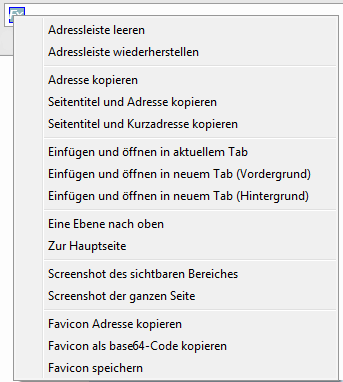 Adressleiste leeren
Adressleiste wiederherstellen
Adresse kopieren
Seitentitel und Adresse kopieren
Seitentitel und Kurzadresse kopieren
Einfügen und öffnen in aktuellem Tab
Einfügen und öffnen in neuem Tab (Vordergrund)
Einfügen und öffnen in neuem Tab (Hintergrund)
Eine Ebene nach oben
Zur Hauptseite
Screenshot des sichtbaren Bereiches
Screenshot der ganzen Seite
Favicon Adresse kopieren
Favicon als base64-Code kopieren
Favicon speichern